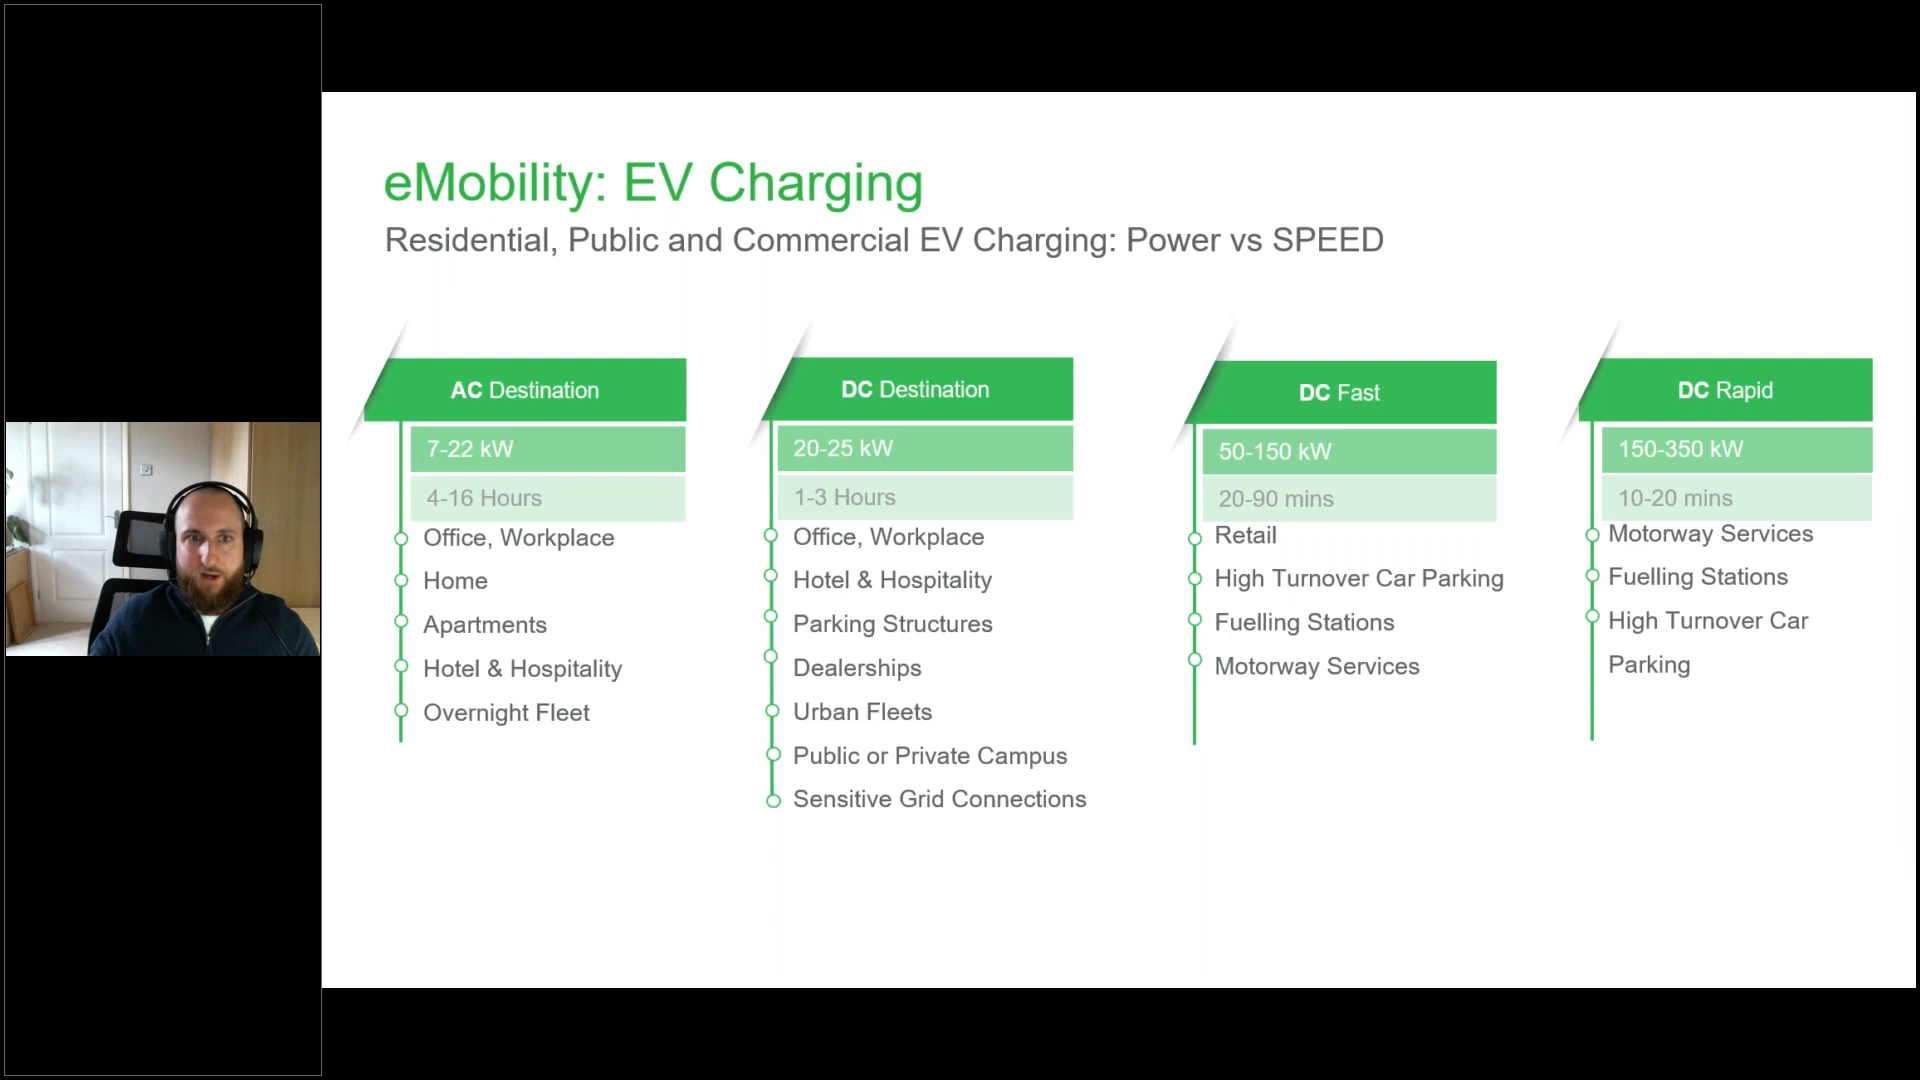 eMobility: EV Charging
Residential, Public and Commercial EV Charging: Power vs SPEED
AC Destination
7-22 kW
4-16 Hours
Office, Workplace
Home
Apartments
Hotel & Hospitality
Overnight Fleet
DC Destination
20-25 kW
1-3 Hours
Office, Workplace
Hotel & Hospitality
Parking Structures
Dealerships
Urban Fleets
Public or Private Campus
Sensitive Grid Connections
DC Fast
50-150 kW
20-90 mins
Retail
High Turnover Car Parking
Fuelling Stations
Motorway Services
DC Rapid
150-350 kW
10-20 mins
Motorway Services
Fuelling Stations
High Turnover Car
Parking